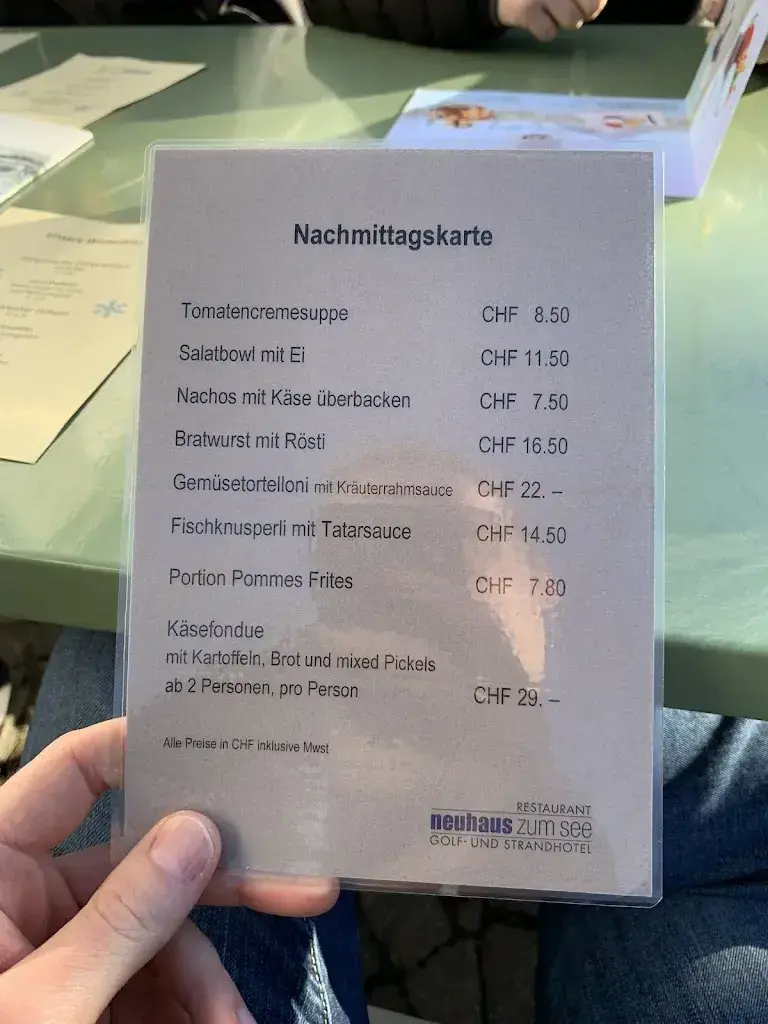 Nachmittagskarte
Tomatencremesuppe CHF 8.50
Salatbowl mit Ei CHF 11.50
Nachos mit Käse überbacken CHF 7.50
Bratwurst mit Rösti CHF 16.50
Gemüsetortelloni mit Kräuterrahmsauce CHF 22. –
Fischknusperli mit Tatarsauce CHF 14.50
Portion Pommes Frites CHF 7.80
Käsefondue
mit Kartoffeln, Brot und mixed Pickels
ab 2 Personen, pro Person CHF 29. –
Alle Preise in CHF inklusive Mwst
RESTAURANT
neuhaus zum see
GOLF- UND STRANDHOTEL